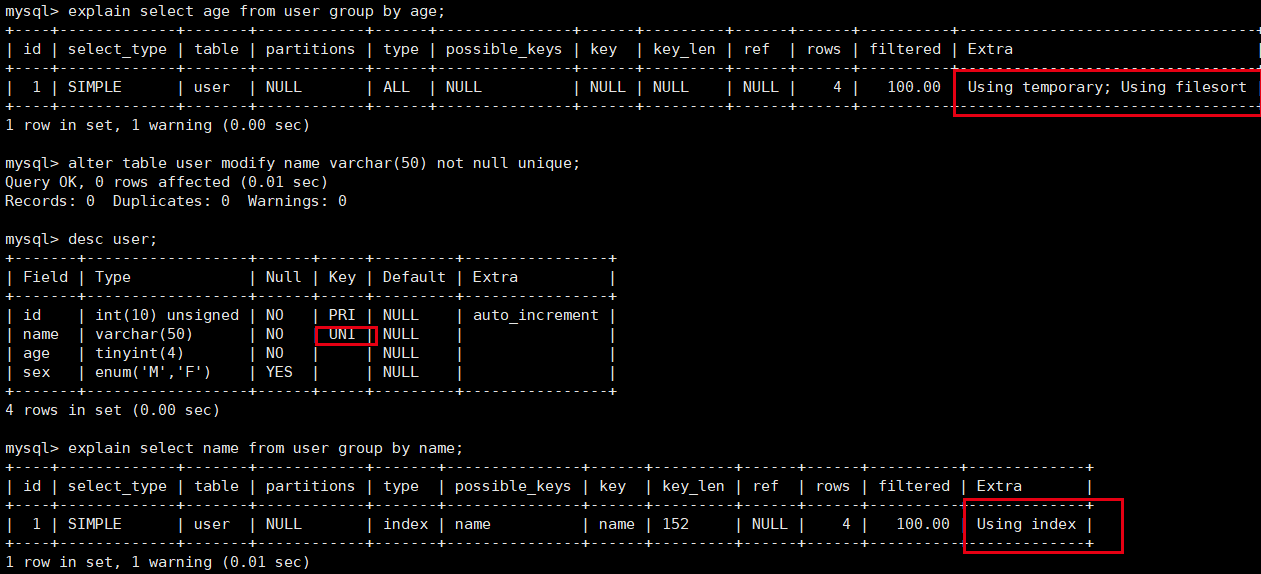 mysql> explain select age from user group by age;
+----+-------------+-------+------------+------+---------------+------+---------+------+------+----------+---------------------------------+
| id | select_type | table | partitions | type | possible_keys | key  | key_len | ref  | rows | filtered | Extra                           |
+----+-------------+-------+------------+------+---------------+------+---------+------+------+----------+---------------------------------+
|  1 | SIMPLE      | user  | NULL       | ALL  | NULL          | NULL | NULL    | NULL |    4 |   100.00 | Using temporary; Using filesort
+----+-------------+-------+------------+------+---------------+------+---------+------+------+----------+---------------------------------+
1 row in set, 1 warning (0.00 sec)
mysql> alter table user modify name varchar(50) not null unique;
Query OK, 0 rows affected (0.01 sec)
Records: 0  Duplicates: 0  Warnings: 0
mysql> desc user;
+-------+------------------+------+-----+---------+----------------+
| Field | Type             | Null | Key | Default | Extra          |
+-------+------------------+------+-----+---------+----------------+
| id    | int(10) unsigned | NO   | PRI | NULL    | auto_increment |
| name  | varchar(50)      | NO   | UNI | NULL    |                |
| age   | tinyint(4)       | NO   |     | NULL    |                |
| sex   | enum('M','F')    | YES  |     | NULL    |                |
+-------+------------------+------+-----+---------+----------------+
4 rows in set (0.00 sec)
mysql> explain select name from user group by name;
+----+-------------+-------+------------+-------+---------------+------+---------+------+------+----------+-------------+
| id | select_type | table | partitions | type  | possible_keys | key  | key_len | ref  | rows | filtered | Extra       |
+----+-------------+-------+------------+-------+---------------+------+---------+------+------+----------+-------------+
|  1 | SIMPLE      | user  | NULL       | index | name          | name | 152     | NULL |    4 |   100.00 | Using index |
+----+-------------+-------+------------+-------+---------------+------+---------+------+------+----------+-------------+
1 row in set, 1 warning (0.01 sec)